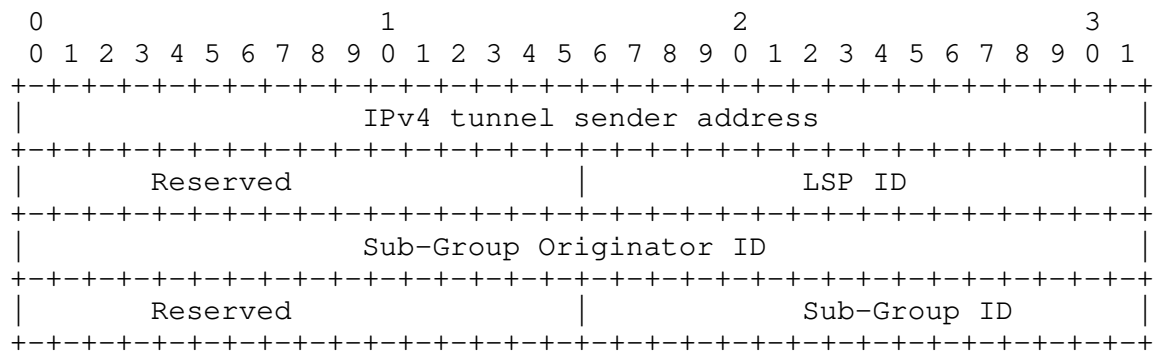 0                   1                   2                   3
 0 1 2 3 4 5 6 7 8 9 0 1 2 3 4 5 6 7 8 9 0 1 2 3 4 5 6 7 8 9 0 1
+-+-+-+-+-+-+-+-+-+-+-+-+-+-+-+-+-+-+-+-+-+-+-+-+-+-+-+-+-+-+-+-+
|                   IPv4 tunnel sender address                  |
+-+-+-+-+-+-+-+-+-+-+-+-+-+-+-+-+-+-+-+-+-+-+-+-+-+-+-+-+-+-+-+-+
|       Reserved                |            LSP ID             |
+-+-+-+-+-+-+-+-+-+-+-+-+-+-+-+-+-+-+-+-+-+-+-+-+-+-+-+-+-+-+-+-+
|                   Sub-Group Originator ID                     |
+-+-+-+-+-+-+-+-+-+-+-+-+-+-+-+-+-+-+-+-+-+-+-+-+-+-+-+-+-+-+-+-+
|       Reserved                |            Sub-Group ID       |
+-+-+-+-+-+-+-+-+-+-+-+-+-+-+-+-+-+-+-+-+-+-+-+-+-+-+-+-+-+-+-+-+